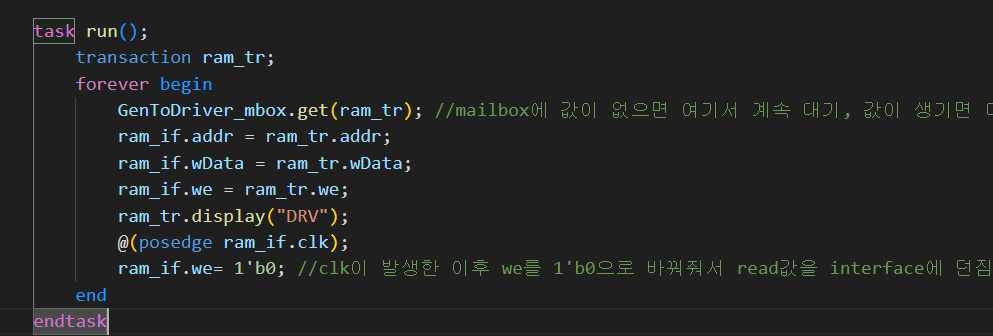 task run();
transaction ram_tr;
forever begin
GenToDriver_mbox.get(ram_tr); //mailbox에 값이 없으면 여기서 계속 대기, 값이 생기면
ram_if.addr = ram_tr.addr;
ram_if.wData = ram_tr.wData;
ram_if.we = ram_tr.we;
ram_tr.display("DRV");
@(posedge ram_if.clk);
ram_if.we= 1'b0; //clk이 발생한 이후 we를 1'b0으로 바꿔줘서 read값을 interface에 던짐
end
endtask